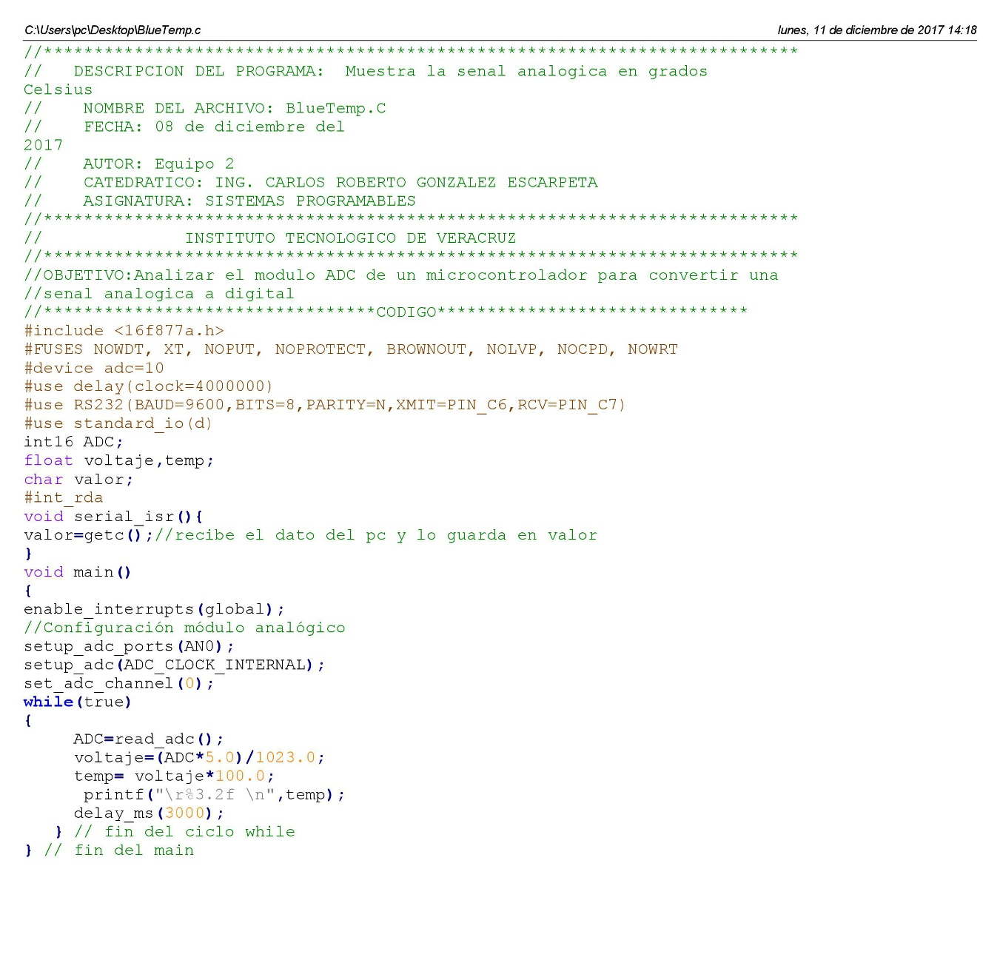 C:\Users\pc\Desktop\BlueTemp.c lunes, 11 de diciembre de 2017 14:18
//***************************************************************************
//   DESCRIPCION DEL PROGRAMA:  Muestra la senal analogica en grados
Celsius
//    NOMBRE DEL ARCHIVO: BlueTemp.C
//    FECHA: 08 de diciembre del
2017
//    AUTOR: Equipo 2
//    CATEDRATICO: ING. CARLOS ROBERTO GONZALEZ ESCARPETA
//    ASIGNATURA: SISTEMAS PROGRAMABLES
//***************************************************************************
//              INSTITUTO TECNOLOGICO DE VERACRUZ
//***************************************************************************
//OBJETIVO:Analizar el modulo ADC de un microcontrolador para convertir una
//senal analogica a digital
//*********************************CODIGO*******************************
#include <16f877a.h>
#FUSES NOWDT, XT, NOPUT, NOPROTECT, BROWNOUT, NOLVP, NOCPD, NOWRT
#device adc=10
#use delay(clock=4000000)
#use RS232(BAUD=9600,BITS=8,PARITY=N,XMIT=PIN_C6,RCV=PIN_C7)
#use standard_io(d)
int16 ADC;
float voltaje,temp;
char valor;
#int_rda
void serial_isr(){
valor=getc();//recibe el dato del pc y lo guarda en valor
}
void main()
{
enable_interrupts(global);
//Configuración módulo analógico
setup_adc_ports(AN0);
setup_adc(ADC_CLOCK_INTERNAL);
set_adc_channel(0);
while(true)
{
     ADC=read_adc();
     voltaje=(ADC*5.0)/1023.0;
     temp= voltaje*100.0;
      printf("\r%3.2f \n",temp);
     delay_ms(3000);
   } // fin del ciclo while
} // fin del main